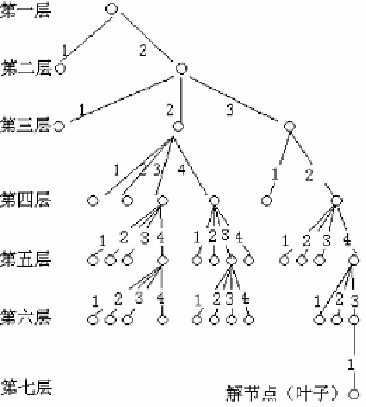 第一层
1 2
第二层
1 2 3
第三层
1 2 3 4 1 2
第四层
1 2 3 4 1 2 3 4 1 2 3 4
第五层
1 2 3 4 1 2 3 4 1 2 3
第六层
1
第七层
解节点（叶子）